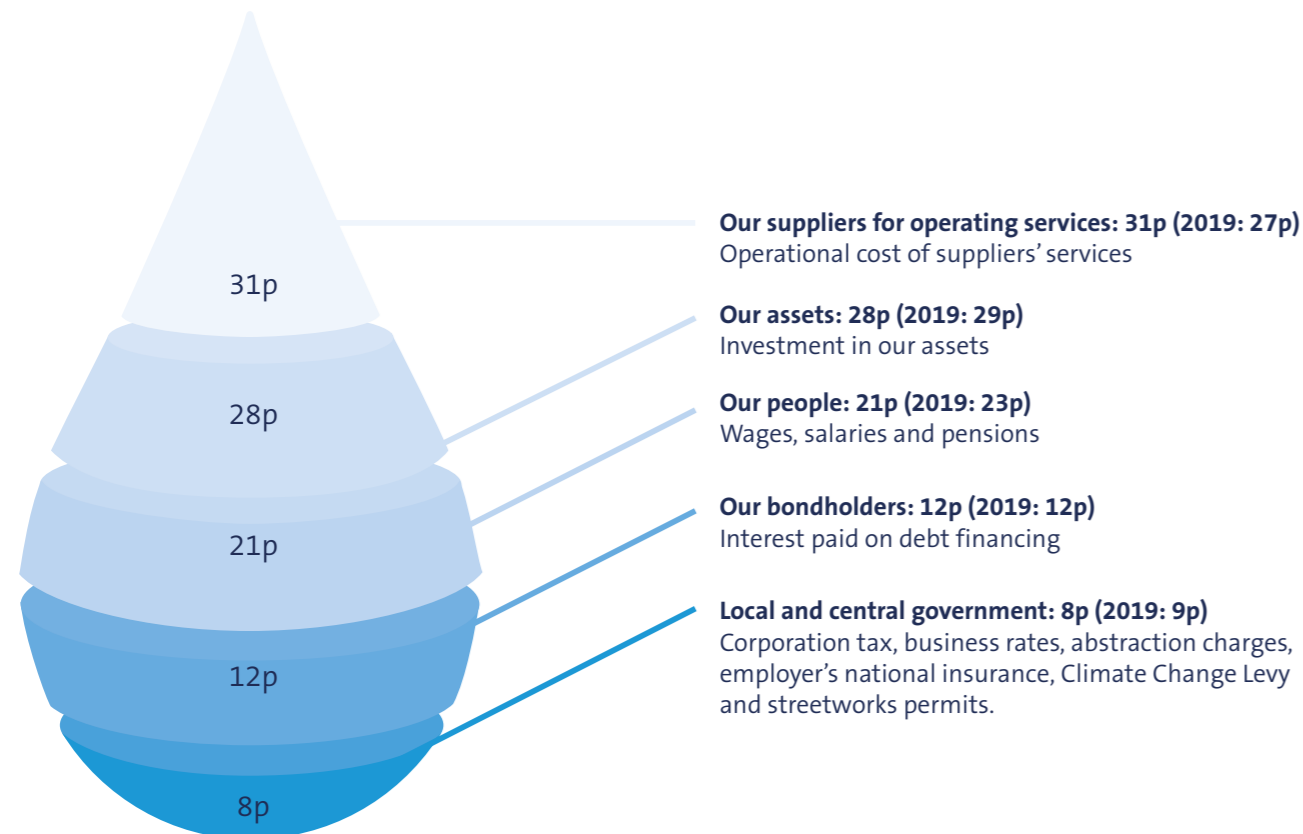 31p
28p
21p
12p
8p
Our suppliers for operating services: 31p (2019: 27p)
Operational cost of suppliers’ services
Our assets: 28p (2019: 29p)
Investment in our assets
Our people: 21p (2019: 23p)
Wages, salaries and pensions
Our bondholders: 12p (2019: 12p)
Interest paid on debt financing
Local and central government: 8p (2019: 9p)
Corporation tax, business rates, abstraction charges,
employer’s national insurance, Climate Change Levy
and streetworks permits.